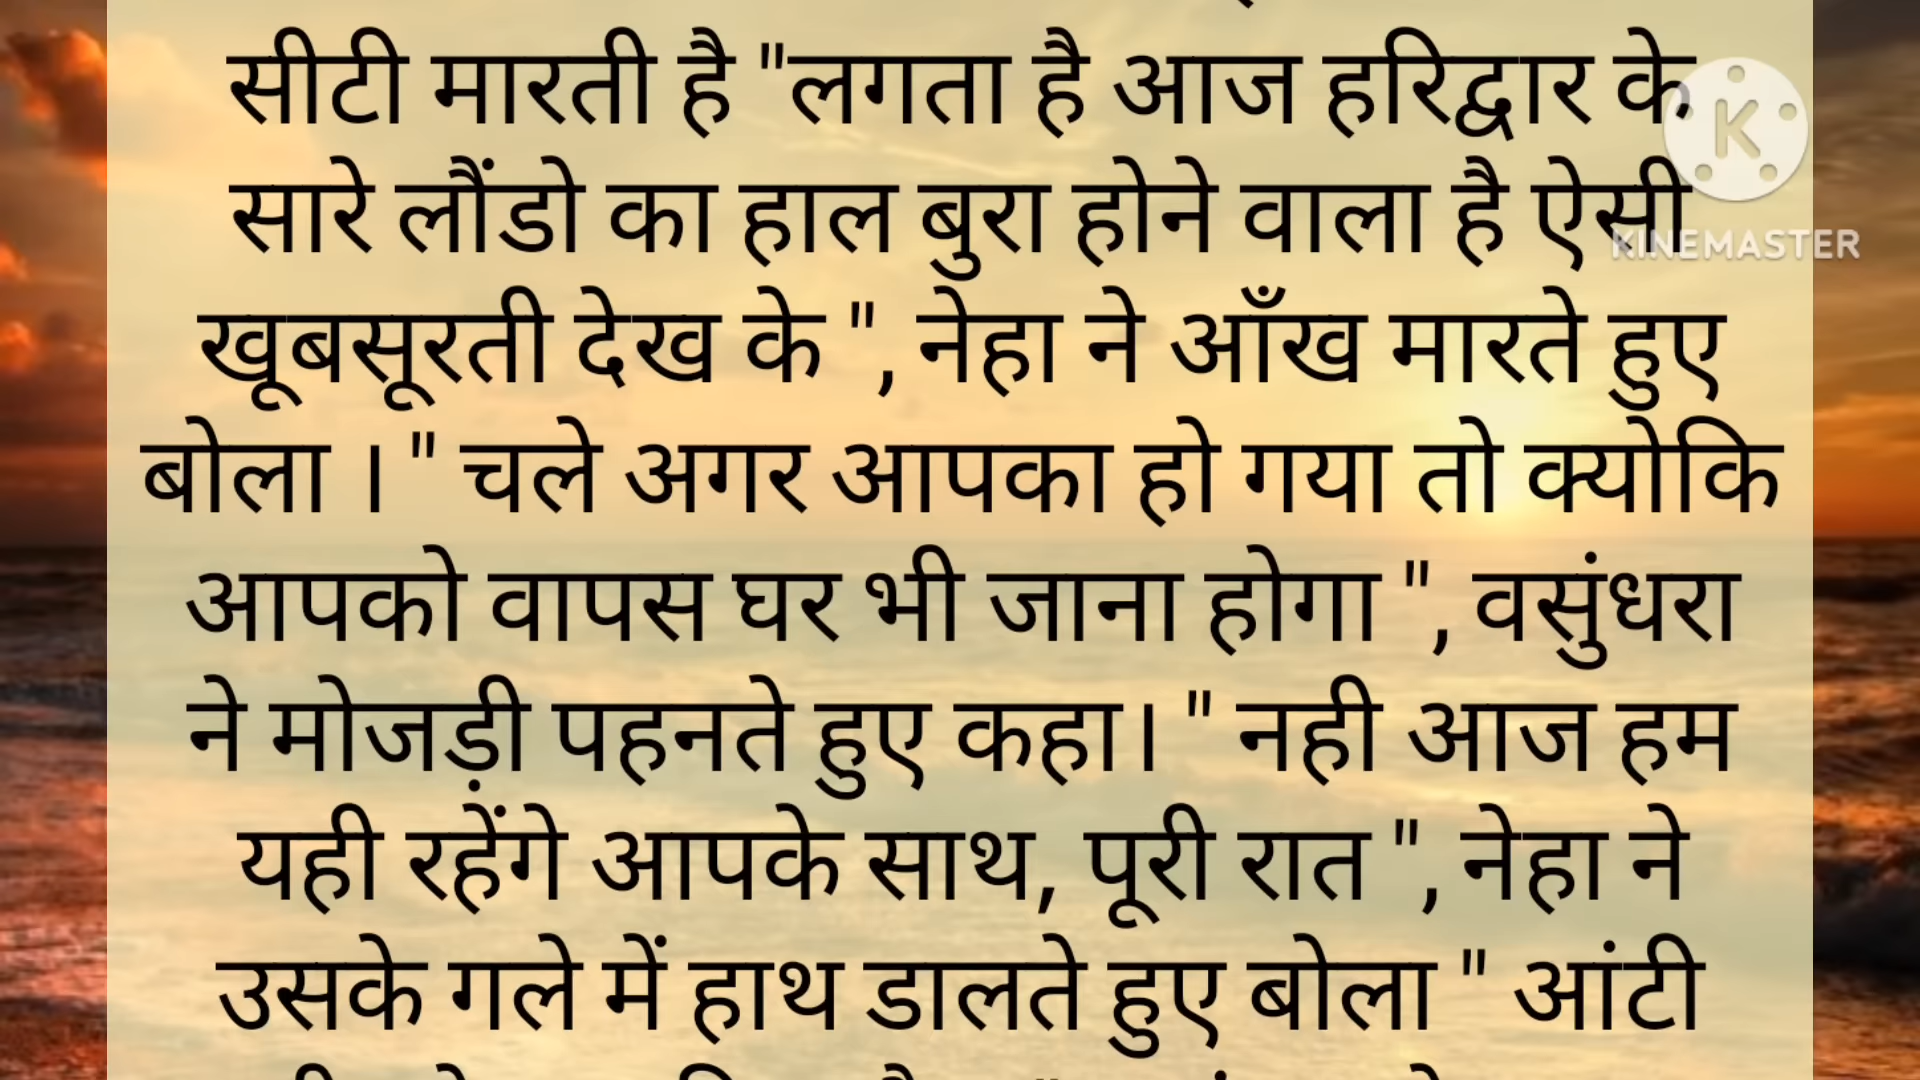 सीटी मारती है "लगता है आज हरिद्वार के
सारे लौंडो का हाल बुरा होने वाला है ऐसी
खूबसूरती देख के ", नेहा ने आँख मारते हुए
बोला । " चले अगर आपका हो गया तो क्योकि
आपको वापस घर भी जाना होगा ", वसुंधरा
ने मोजड़ी पहनते हुए कहा। " नही आज हम
यही रहेंगे आपके साथ, पूरी रात ", नेहा ने
उसके गले में हाथ डालते हुए बोला " आंटी
K
KINEMASTER